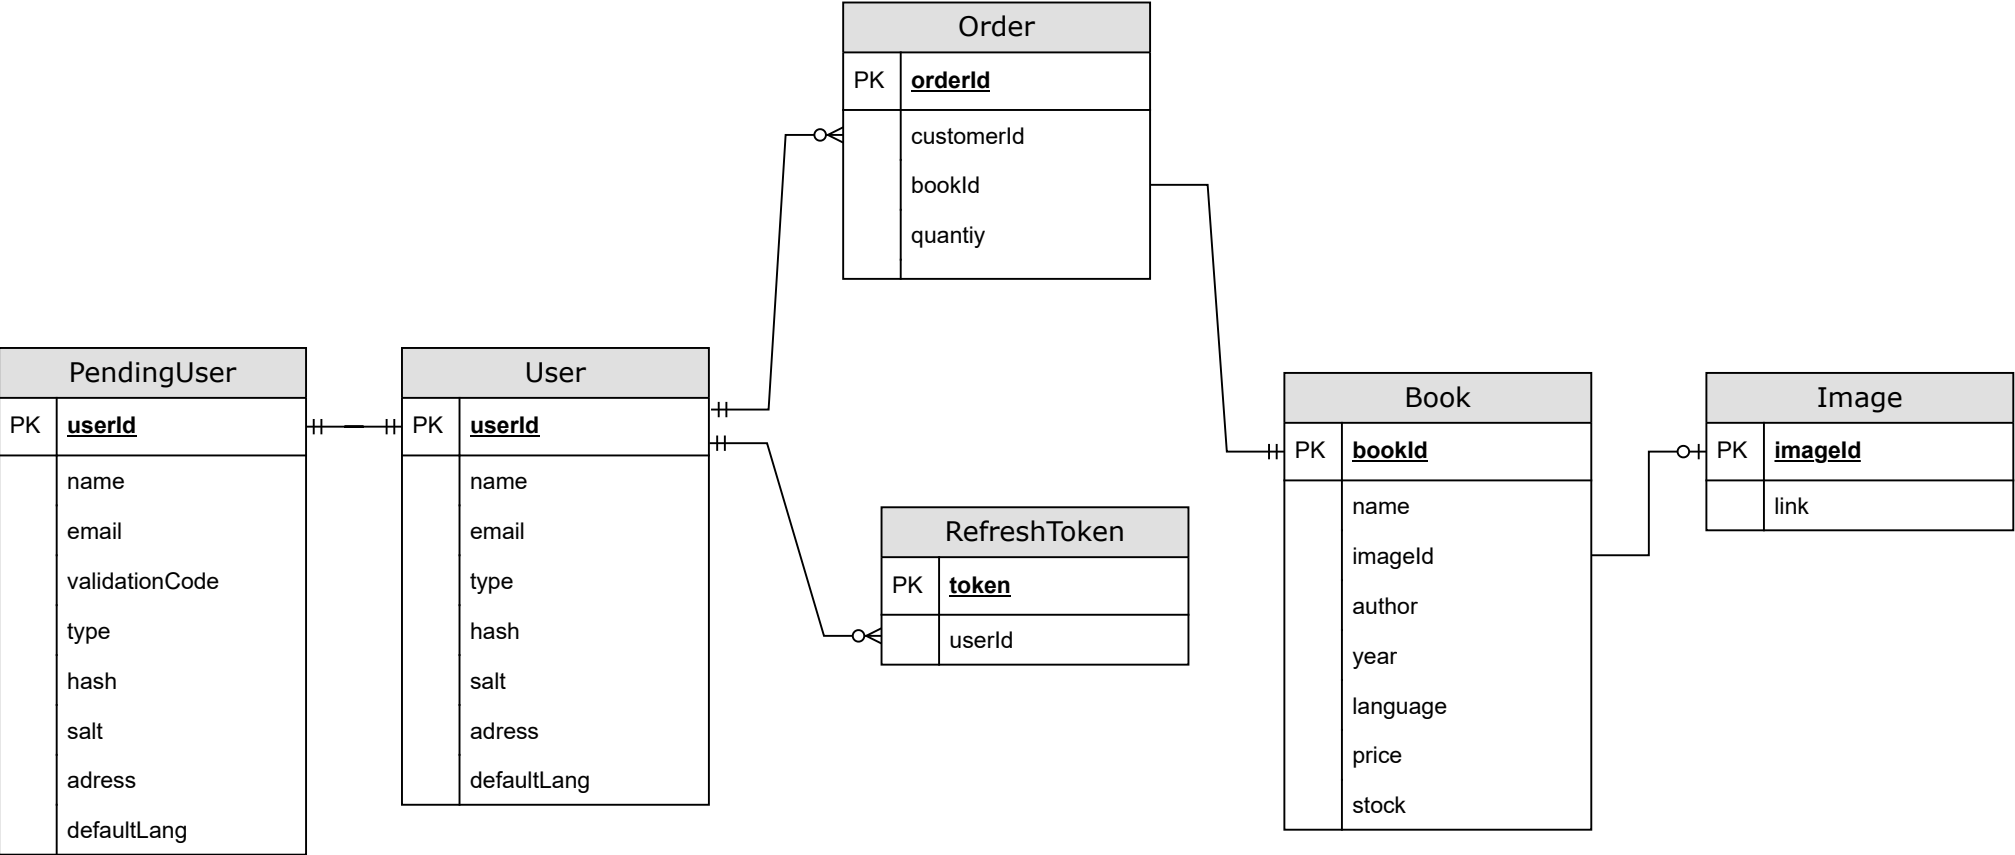 Order
PK orderId
customerId
bookId
quantiy
PendingUser
PK userId
name
email
validationCode
type
hash
salt
adress
defaultLang
User
PK userId
name
email
type
hash
salt
adress
defaultLang
RefreshToken
PK token
userId
Book
PK bookId
name
imageId
author
year
language
price
stock
Image
PK imageId
link